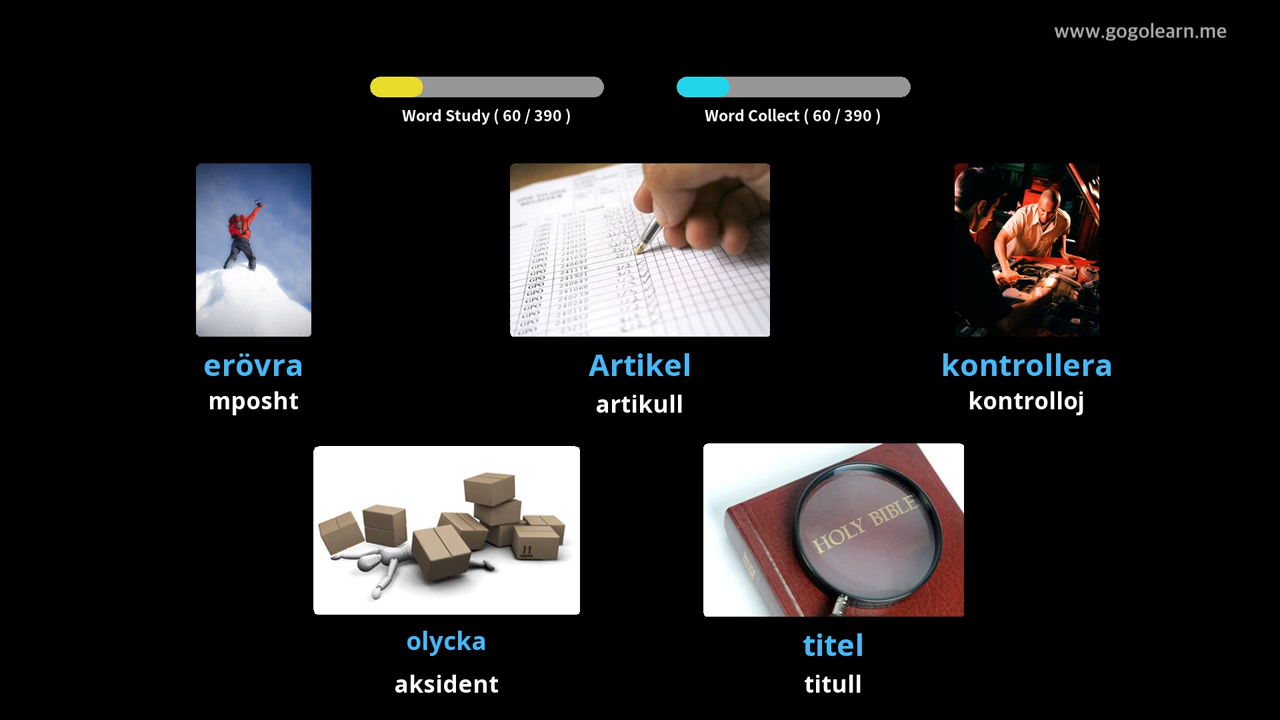 www.gogolearn.me
Word Study ( 60 / 390 )
Word Collect ( 60 / 390 )
erövra
mposht
Artikel
artikull
kontrollera
kontrolloj
HOLY BIBLE
olycka
aksident
titel
titull